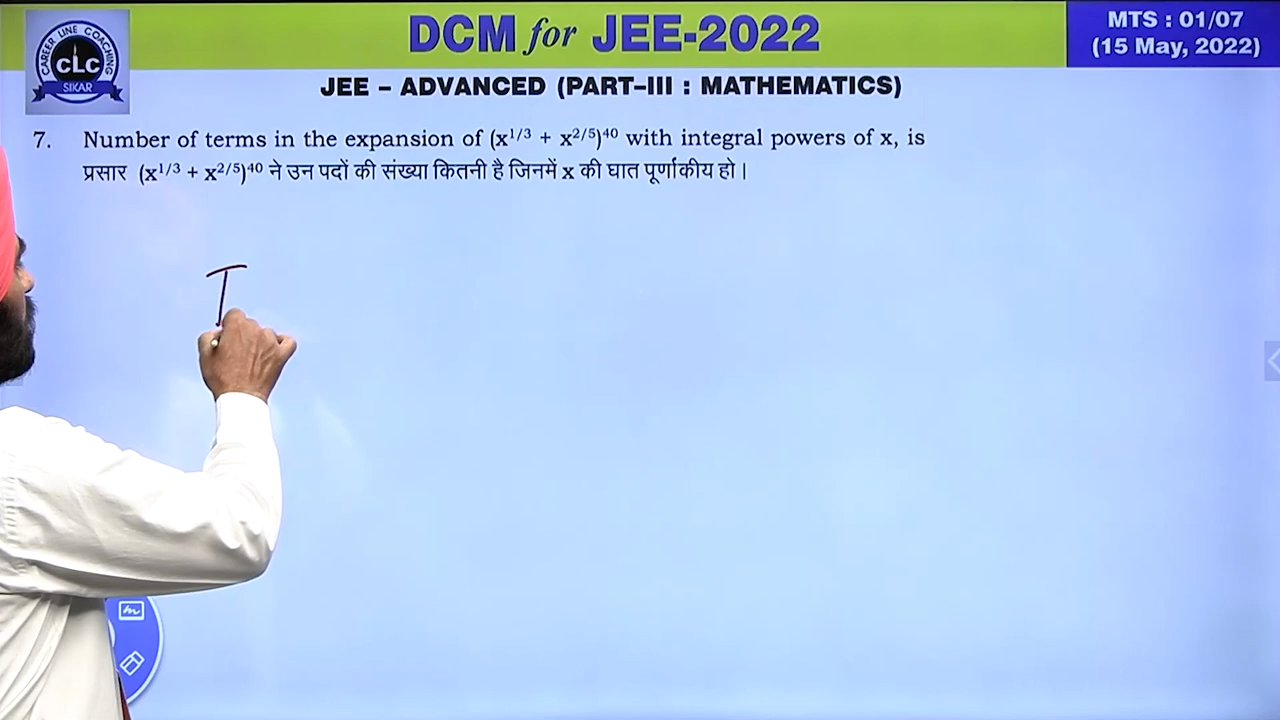 CAREER LINE COACHING
CLC
SIKAR
DCM for JEE-2022
MTS : 01/07
(15 May, 2022)
JEE – ADVANCED (PART–III : MATHEMATICS)
7. Number of terms in the expansion of (x^{1/3} + x^{2/5})^{40} with integral powers of x, is
प्रसार (x^{1/3} + x^{2/5})^{40} ने उन पदों की संख्या कितनी है जिनमें x की घात पूर्णाकीय हो।
T